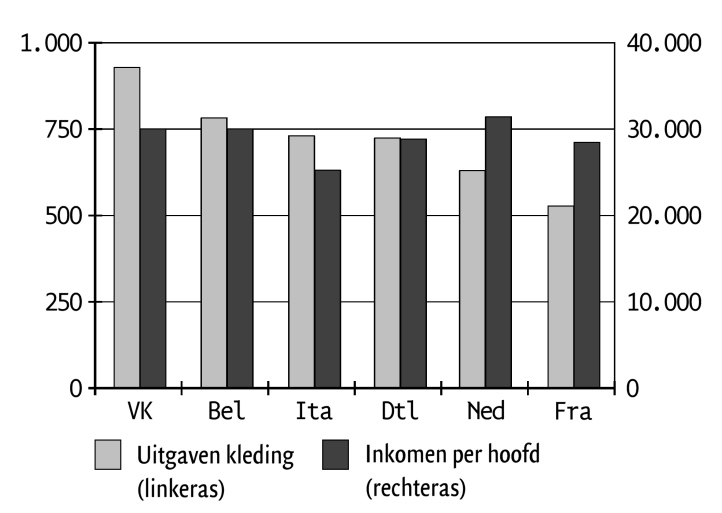 1.000 40.000
750 30.000
500 20.000
250 10.000
0 0
VK Bel Ita Dtl Ned Fra
Uitgaven kleding Inkomen per hoofd
(linkeras) (rechteras)